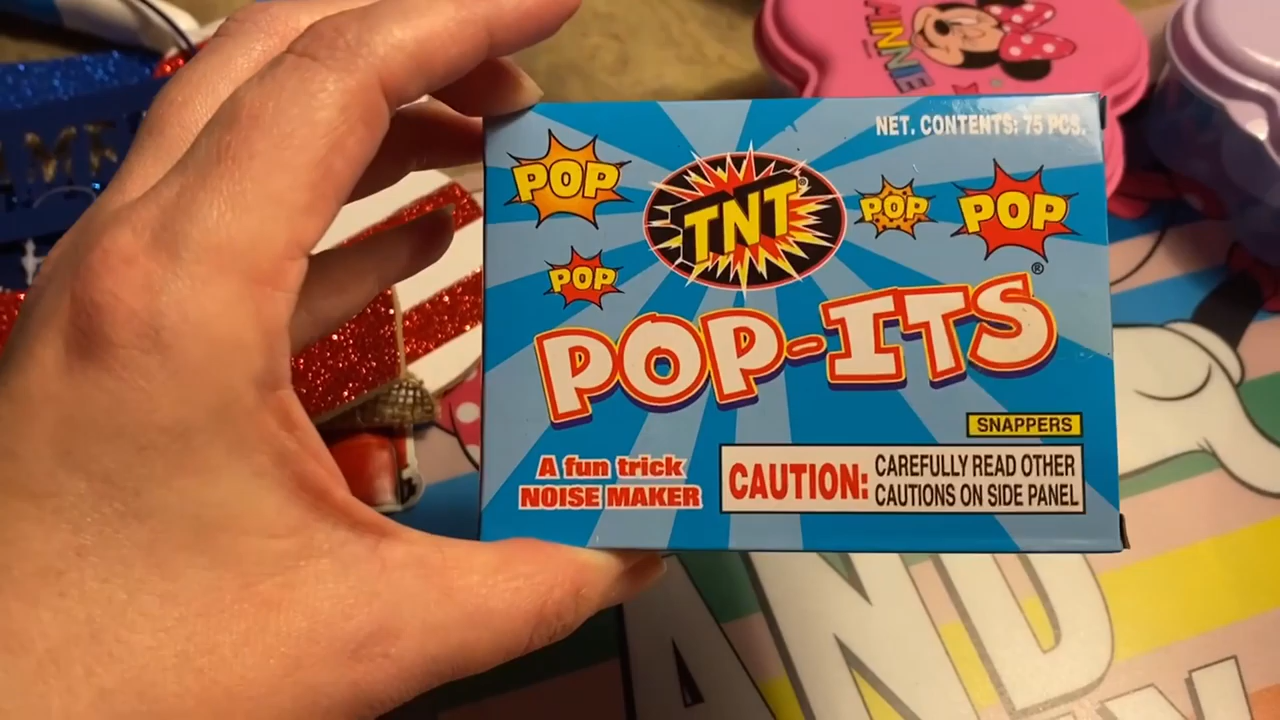 NET. CONTENTS: 75 PCS.
POP
TNT
POP
POP
POP
POP-ITS®
SNAPPERS
A fun trick
NOISE MAKER
CAUTION: CAREFULLY READ OTHER
CAUTIONS ON SIDE PANEL
AND